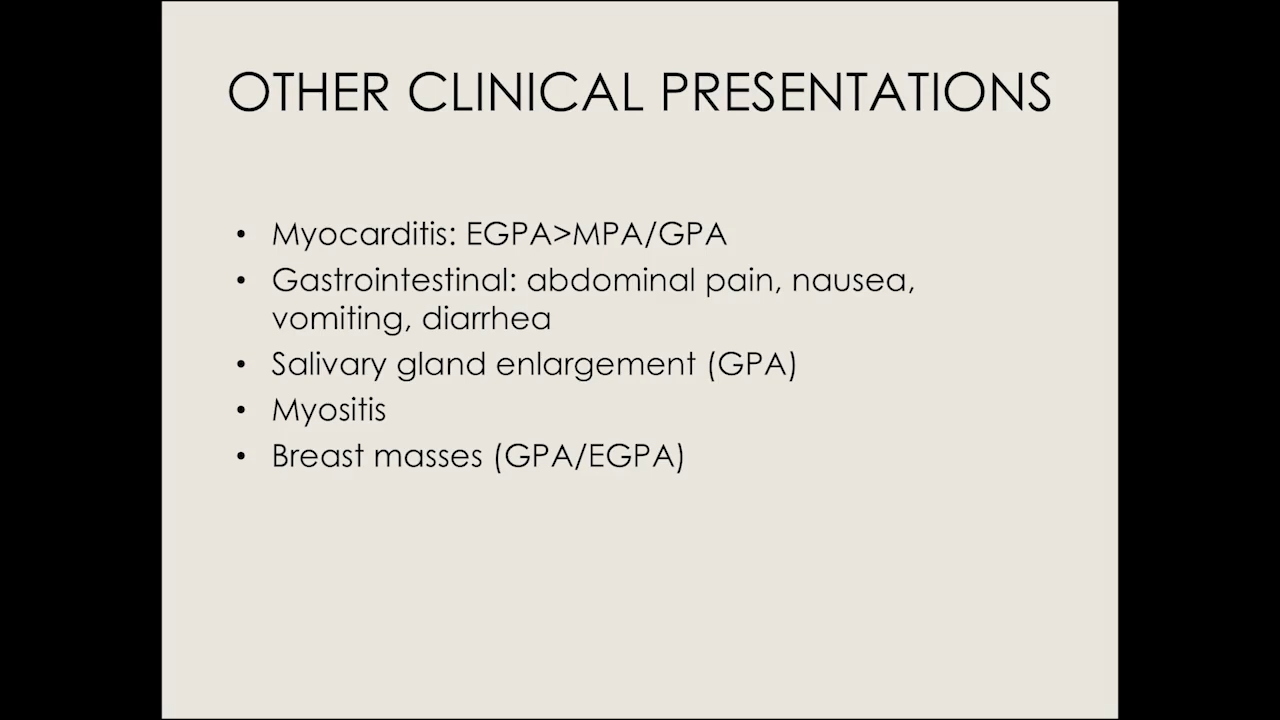 OTHER CLINICAL PRESENTATIONS
• Myocarditis: EGPA>MPA/GPA
• Gastrointestinal: abdominal pain, nausea,
vomiting, diarrhea
• Salivary gland enlargement (GPA)
• Myositis
• Breast masses (GPA/EGPA)